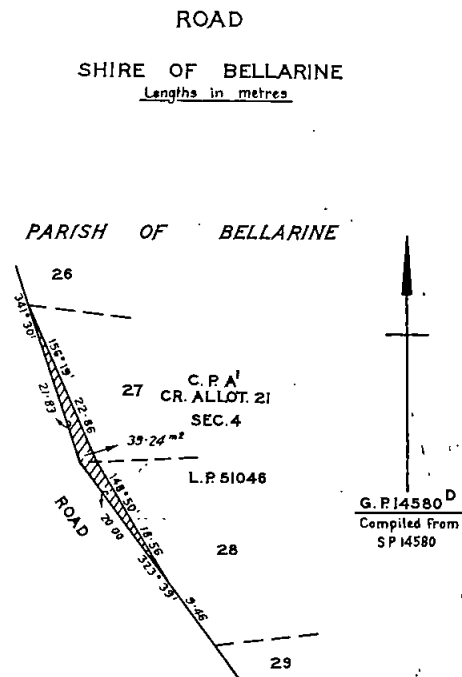 ROAD
SHIRE OF BELLARINE
Lengths in metres
PARISH OF BELLARINE
26
341° 30'
156° 19'
27
C. P. A¹
CR. ALLOT. 21
SEC. 4
21·83
22·86
39·24 m²
L.P. 51046
148° 50'
18·56
20·00
ROAD
323° 39'
28
9·46
29
G. P. 14580 D
Compiled from
S P 14580